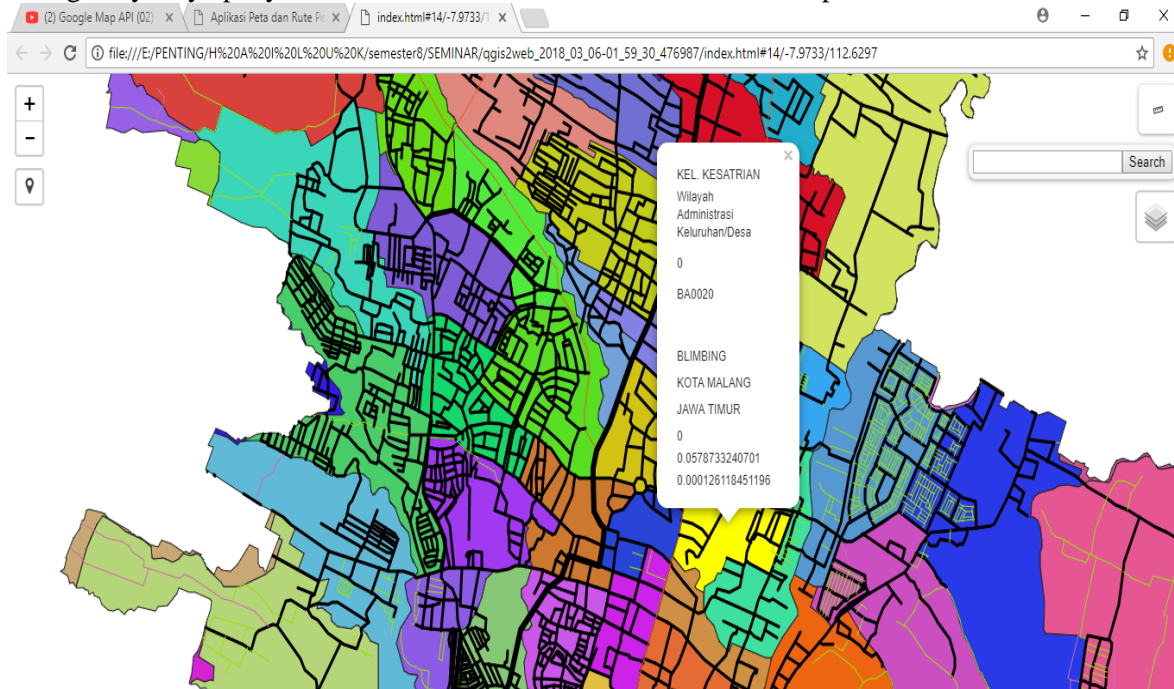 (2) Google Map API (02) x
Aplikasi Peta dan Rute Pe x
index.html#14/-7.9733/1 x
file:///E:/PENTING/H%20A%20I%20L%20U%20K/semester8/SEMINAR/qgis2web_2018_03_06-01_59_30_476987/index.html#14/-7.9733/112.6297
+
−
Search
×
KEL. KESATRIAN
Wilayah
Administrasi
Keluruhan/Desa
0
BA0020
BLIMBING
KOTA MALANG
JAWA TIMUR
0
0.0578733240701
0.000126118451196